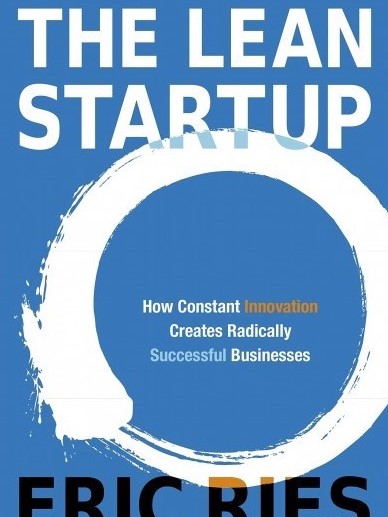 THE LEAN
STARTUP
How Constant Innovation
Creates Radically
Successful Businesses
ERIC RIES